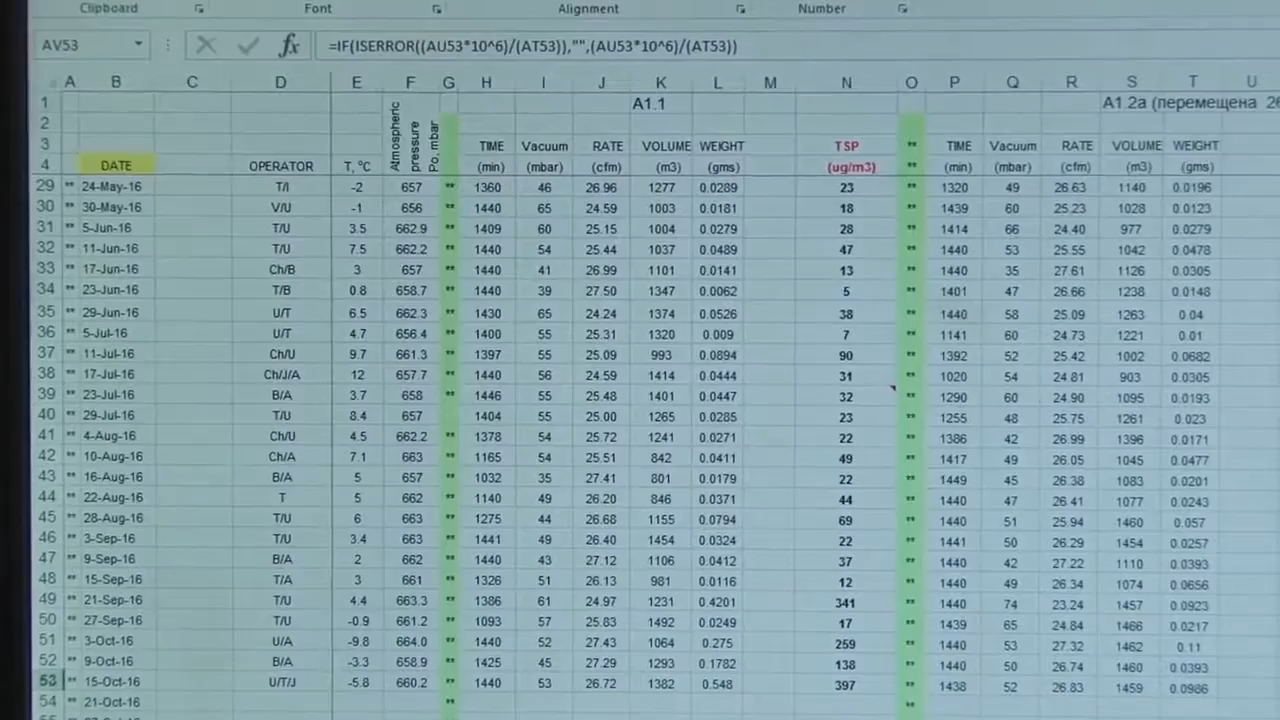 Clipboard Font Alignment Number
AV53 fx =IF(ISERROR((AU53*10^6)/(AT53)),"",(AU53*10^6)/(AT53))
A B C D E F G H I J K L M N O P Q R S T U
1 A1.1 A1.2a (перемещена 26
2 Atmospheric pressure Po, mbar
3 TIME Vacuum RATE VOLUME WEIGHT TSP ** TIME Vacuum RATE VOLUME WEIGHT
4 DATE OPERATOR T, ºC (min) (mbar) (cfm) (m3) (gms) (ug/m3) ** (min) (mbar) (cfm) (m3) (gms)
29 ** 24-May-16 T/I -2 657 ** 1360 46 26.96 1277 0.0289 23 ** 1320 49 26.63 1140 0.0196
30 ** 30-May-16 V/U -1 656 ** 1440 65 24.59 1003 0.0181 18 ** 1439 60 25.23 1028 0.0123
31 ** 5-Jun-16 T/U 3.5 662.9 ** 1409 60 25.15 1004 0.0279 28 ** 1414 66 24.40 977 0.0279
32 ** 11-Jun-16 T/U 7.5 662.2 ** 1440 54 25.44 1037 0.0489 47 ** 1440 53 25.55 1042 0.0478
33 ** 17-Jun-16 Ch/B 3 657 ** 1440 41 26.99 1101 0.0141 13 ** 1440 35 27.61 1126 0.0305
34 ** 23-Jun-16 T/B 0.8 658.7 ** 1440 39 27.50 1347 0.0062 5 ** 1401 47 26.66 1238 0.0148
35 ** 29-Jun-16 U/T 6.5 662.3 ** 1430 65 24.24 1374 0.0526 38 ** 1440 58 25.09 1263 0.04
36 ** 5-Jul-16 U/T 4.7 656.4 ** 1400 55 25.31 1320 0.009 7 ** 1141 60 24.73 1221 0.01
37 ** 11-Jul-16 Ch/U 9.7 661.3 ** 1397 55 25.09 993 0.0894 90 ** 1392 52 25.42 1002 0.0682
38 ** 17-Jul-16 Ch/J/A 12 657.7 ** 1440 56 24.59 1414 0.0444 31 ** 1020 54 24.81 903 0.0305
39 ** 23-Jul-16 B/A 3.7 658 ** 1446 55 25.48 1401 0.0447 32 ** 1290 60 24.90 1095 0.0193
40 ** 29-Jul-16 T/U 8.4 657 ** 1404 55 25.00 1265 0.0285 23 ** 1255 48 25.75 1261 0.023
41 ** 4-Aug-16 Ch/U 4.5 662.2 ** 1378 54 25.72 1241 0.0271 22 ** 1386 42 26.99 1396 0.0171
42 ** 10-Aug-16 Ch/A 7.1 663 ** 1165 54 25.51 842 0.0411 49 ** 1417 49 26.05 1045 0.0477
43 ** 16-Aug-16 B/A 5 657 ** 1032 35 27.41 801 0.0179 22 ** 1449 45 26.38 1083 0.0201
44 ** 22-Aug-16 T 5 662 ** 1140 49 26.20 846 0.0371 44 ** 1440 47 26.41 1077 0.0243
45 ** 28-Aug-16 T/U 6 663 ** 1275 44 26.68 1155 0.0794 69 ** 1440 51 25.94 1460 0.057
46 ** 3-Sep-16 T/U 3.4 663 ** 1441 49 26.40 1454 0.0324 22 ** 1441 50 26.29 1454 0.0257
47 ** 9-Sep-16 B/A 2 662 ** 1440 43 27.12 1106 0.0412 37 ** 1440 42 27.22 1110 0.0393
48 ** 15-Sep-16 T/A 3 661 ** 1326 51 26.13 981 0.0116 12 ** 1440 49 26.34 1074 0.0656
49 ** 21-Sep-16 T/U 4.4 663.3 ** 1386 61 24.97 1231 0.4201 341 ** 1440 74 23.24 1457 0.0923
50 ** 27-Sep-16 T/U -0.9 661.2 ** 1093 57 25.83 1492 0.0249 17 ** 1439 65 24.84 1466 0.0217
51 ** 3-Oct-16 U/A -9.8 664.0 ** 1440 52 27.43 1064 0.275 259 ** 1440 53 27.32 1462 0.11
52 ** 9-Oct-16 B/A -3.3 658.9 ** 1425 45 27.29 1293 0.1782 138 ** 1440 50 26.74 1460 0.0393
53 ** 15-Oct-16 U/T/J -5.8 660.2 ** 1440 53 26.72 1382 0.548 397 ** 1438 52 26.83 1459 0.0986
54 ** 21-Oct-16 ** **